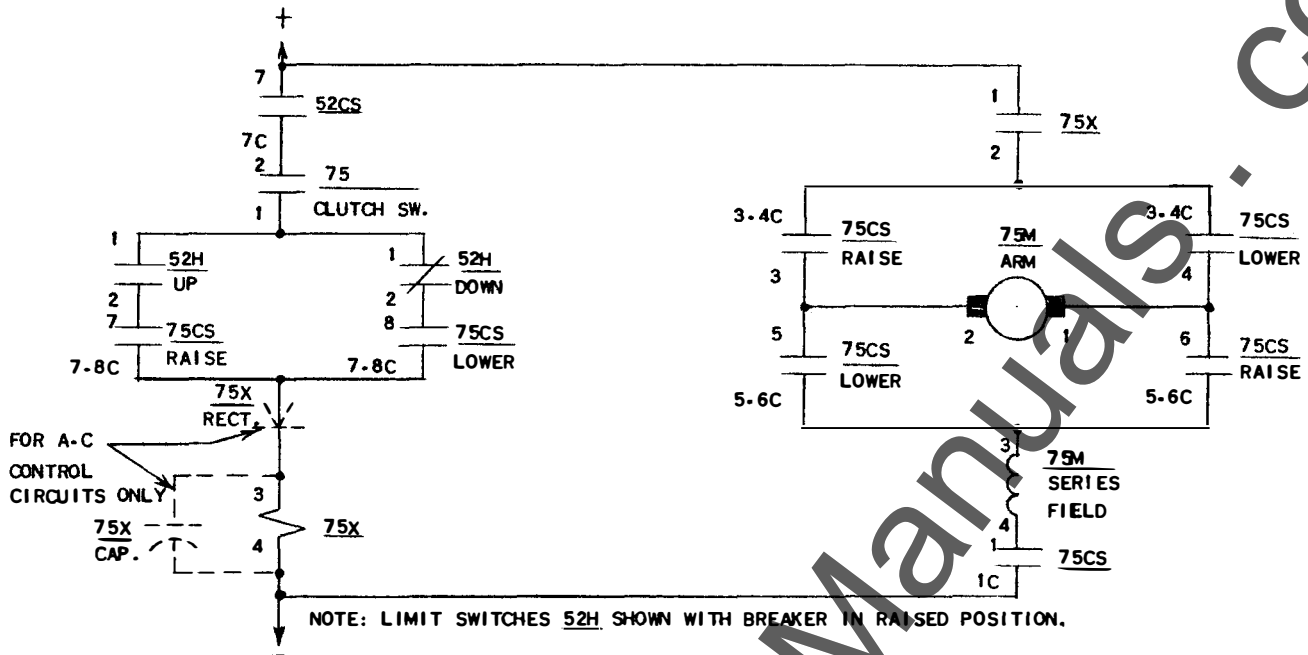 +
7
52CS
7C
2
75
CLUTCH SW.
1
1
52H
UP
2
7
75CS
RAISE
7-8C
1
52H
DOWN
2
8
75CS
LOWER
7-8C
75X
RECT.
FOR A-C
CONTROL
CIRCUITS ONLY
75X
CAP.
3
75X
4
1
75X
2
3-4C
75CS
RAISE
3
75M
ARM
2
1
3-4C
75CS
LOWER
4
5
75CS
LOWER
5-6C
6
75CS
RAISE
5-6C
3
75M
SERIES
FIELD
4
1
75CS
1C
NOTE: LIMIT SWITCHES 52H SHOWN WITH BREAKER IN RAISED POSITION.
-
Manuals . co